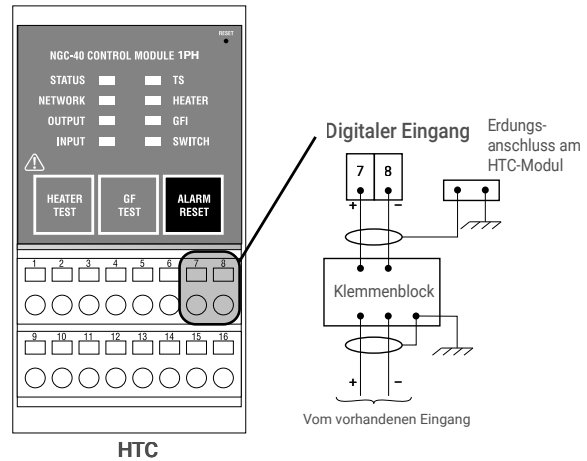 RESET
NGC-40 CONTROL MODULE 1PH
STATUS TS
NETWORK HEATER
OUTPUT GFI
INPUT SWITCH
HEATER TEST
GF TEST
ALARM RESET
1 2 3 4 5 6 7 8
9 10 11 12 13 14 15 16
HTC
Digitaler Eingang
Erdungs-
anschluss am
HTC-Modul
7 8
+ –
Klemmenblock
+ –
Vom vorhandenen Eingang